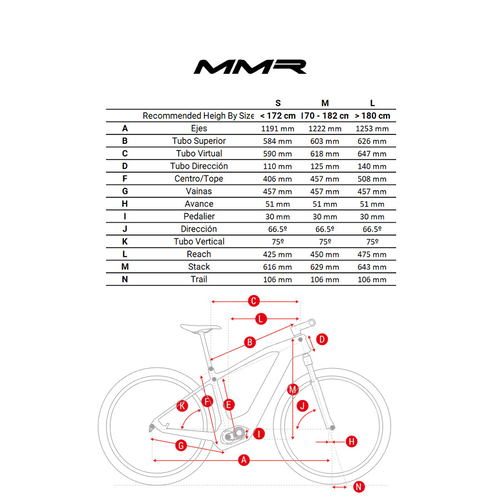 MMR
S M L
Recommended Heigh By Size < 172 cm 170 - 182 cn > 180 cm
A Ejes 1191 mm 1222 mm 1253 mm
B Tubo Superior 584 mm 603 mm 626 mm
C Tubo Virtual 590 mm 618 mm 647 mm
D Tubo Dirección 110 mm 125 mm 140 mm
F Centro/Tope 406 mm 457 mm 508 mm
G Vainas 457 mm 457 mm 457 mm
H Avance 51 mm 51 mm 51 mm
I Pedalier 30 mm 30 mm 30 mm
J Dirección 66.5º 66.5º 66.5º
K Tubo Vertical 75º 75º 75º
L Reach 425 mm 450 mm 475 mm
M Stack 616 mm 629 mm 643 mm
N Trail 106 mm 106 mm 106 mm
C
L
B
D
M
F
E
K
J
I
H
G
A
N